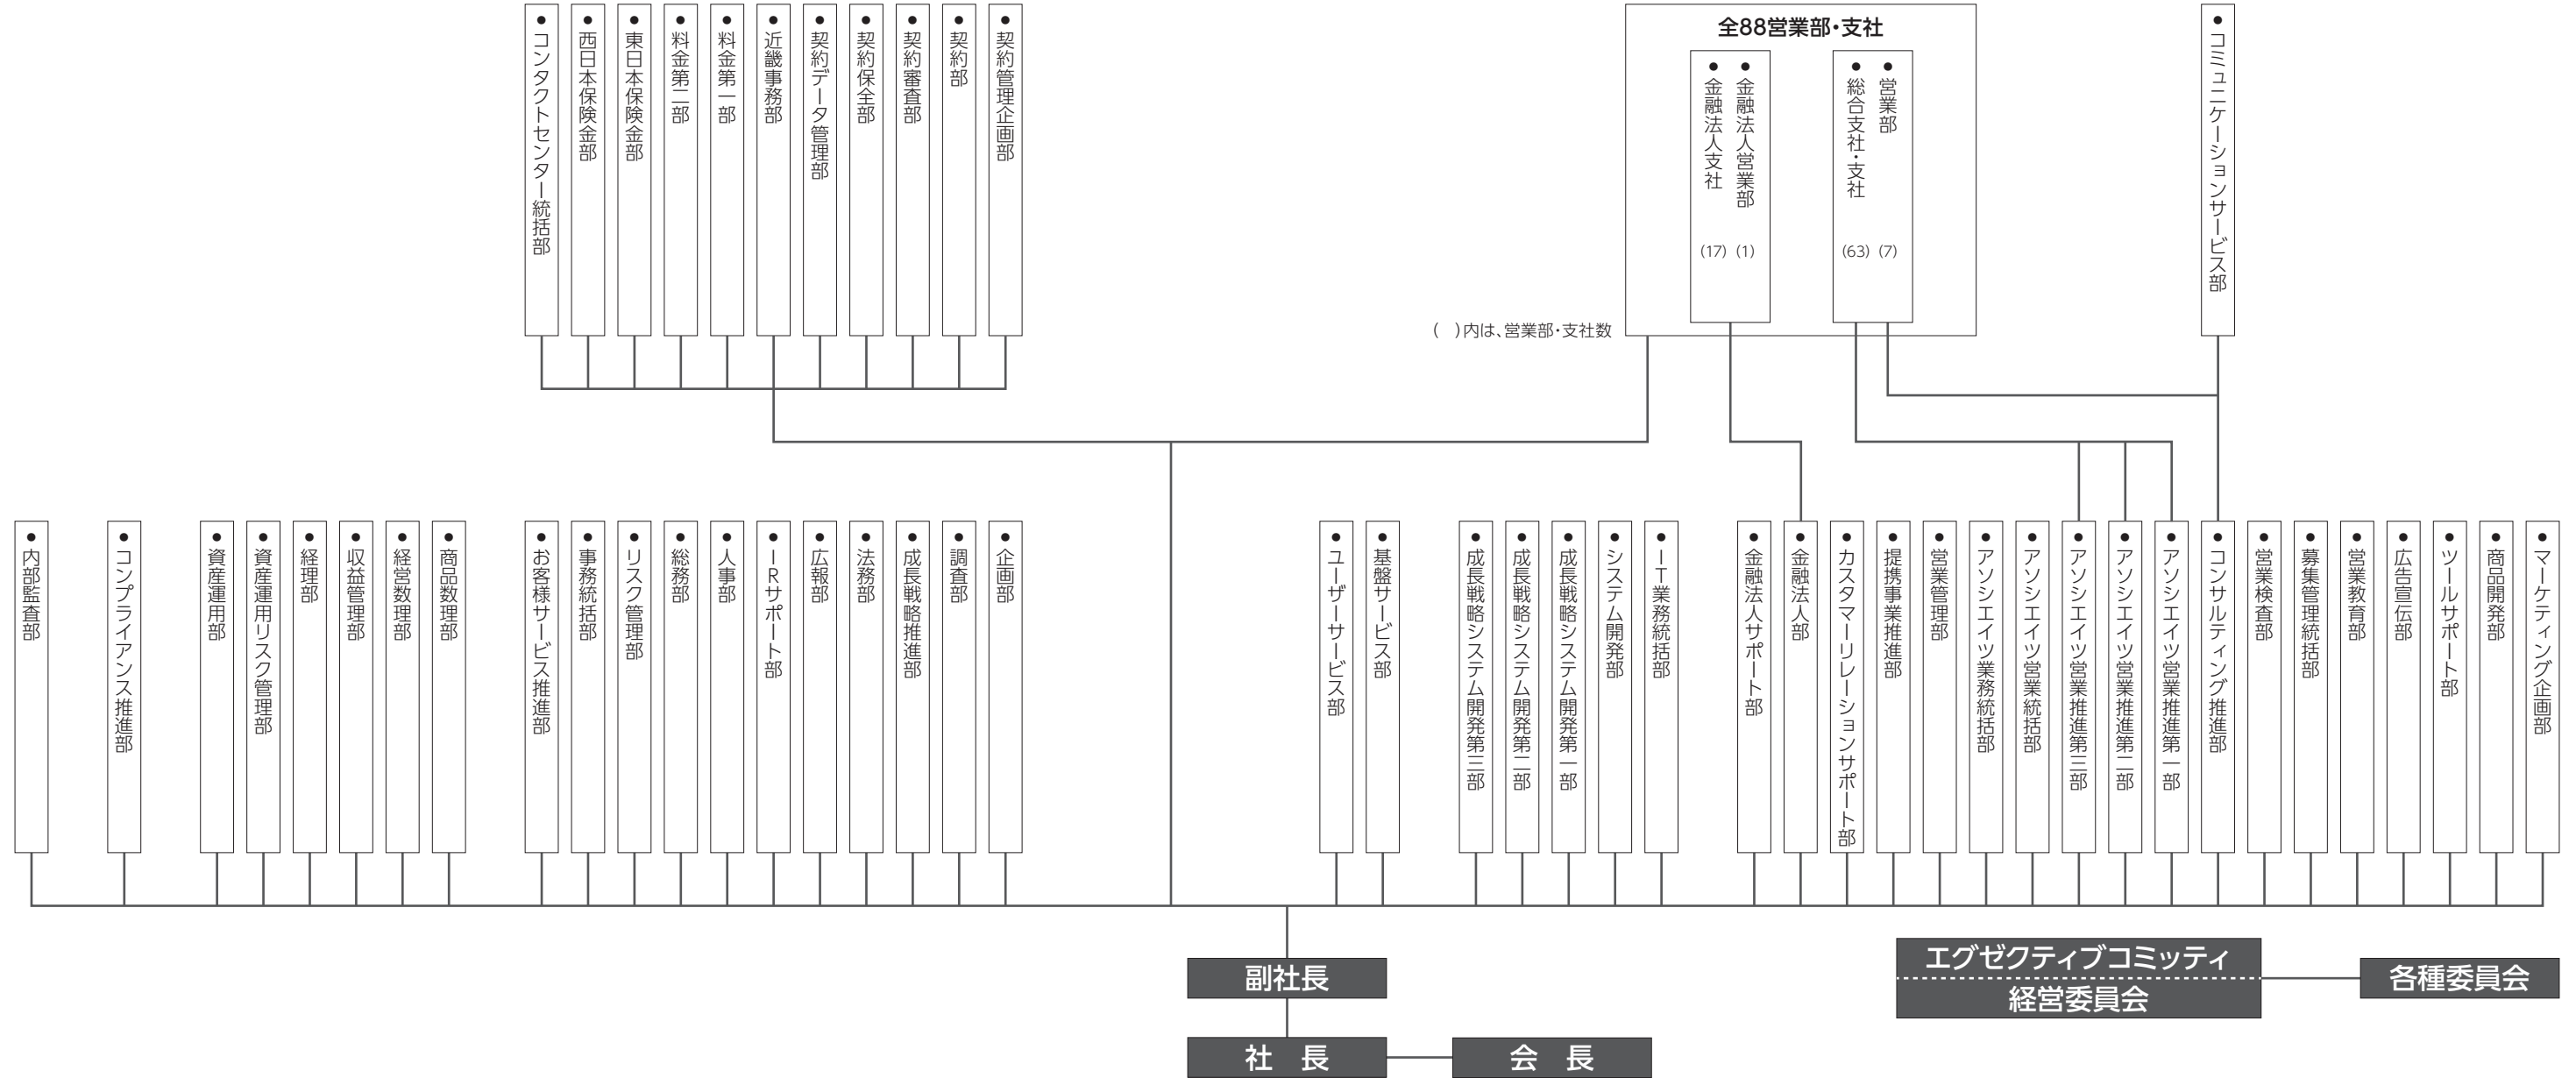 コンタクトセンター統括部
西日本保険金部
東日本保険金部
料金第二部
料金第一部
近畿事務部
契約データ管理部
契約保全部
契約審査部
契約部
契約管理企画部
全88営業部・支社
金融法人支社 (17)
金融法人営業部 (1)
総合支社・支社 (63)
営業部 (7)
( )内は、営業部・支社数
コミュニケーションサービス部
内部監査部
コンプライアンス推進部
資産運用部
資産運用リスク管理部
経理部
収益管理部
経営数理部
商品数理部
お客様サービス推進部
事務統括部
リスク管理部
総務部
人事部
IRサポート部
広報部
法務部
成長戦略推進部
調査部
企画部
ユーザーサービス部
基盤サービス部
成長戦略システム開発第三部
成長戦略システム開発第二部
成長戦略システム開発第一部
システム開発部
IT業務統括部
金融法人サポート部
金融法人部
カスタマーリレーションサポート部
提携事業推進部
営業管理部
アソシエイツ業務統括部
アソシエイツ営業統括部
アソシエイツ営業推進第三部
アソシエイツ営業推進第二部
アソシエイツ営業推進第一部
コンサルティング推進部
営業検査部
募集管理統括部
営業教育部
広告宣伝部
ツールサポート部
商品開発部
マーケティング企画部
副社長
社 長
会 長
エグゼクティブコミッティ
経営委員会
各種委員会